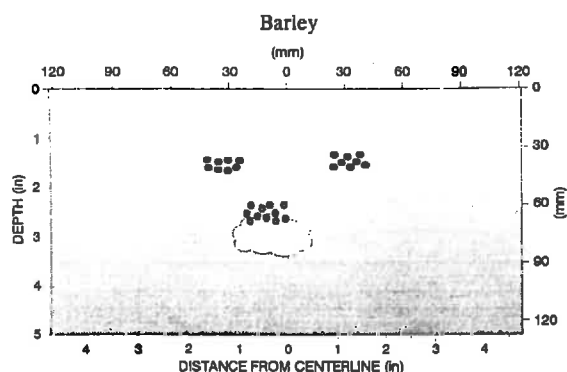 Barley
(mm)
120 90 60 30 0 30 60 90 120
0 0
1
30
2
60
3
90
4
120
5
4 3 2 1 0 1 2 3 4
DEPTH (in)
DEPTH (mm)
DISTANCE FROM CENTERLINE (in)